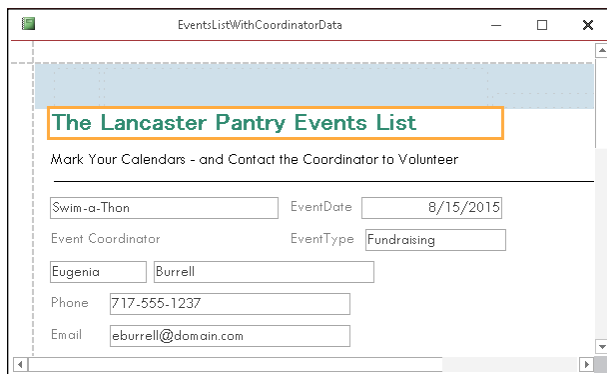 EventsListWithCoordinatorData
The Lancaster Pantry Events List
Mark Your Calendars - and Contact the Coordinator to Volunteer
Swim-a-Thon EventDate 8/15/2015
Event Coordinator EventType Fundraising
Eugenia Burrell
Phone 717-555-1237
Email eburrell@domain.com